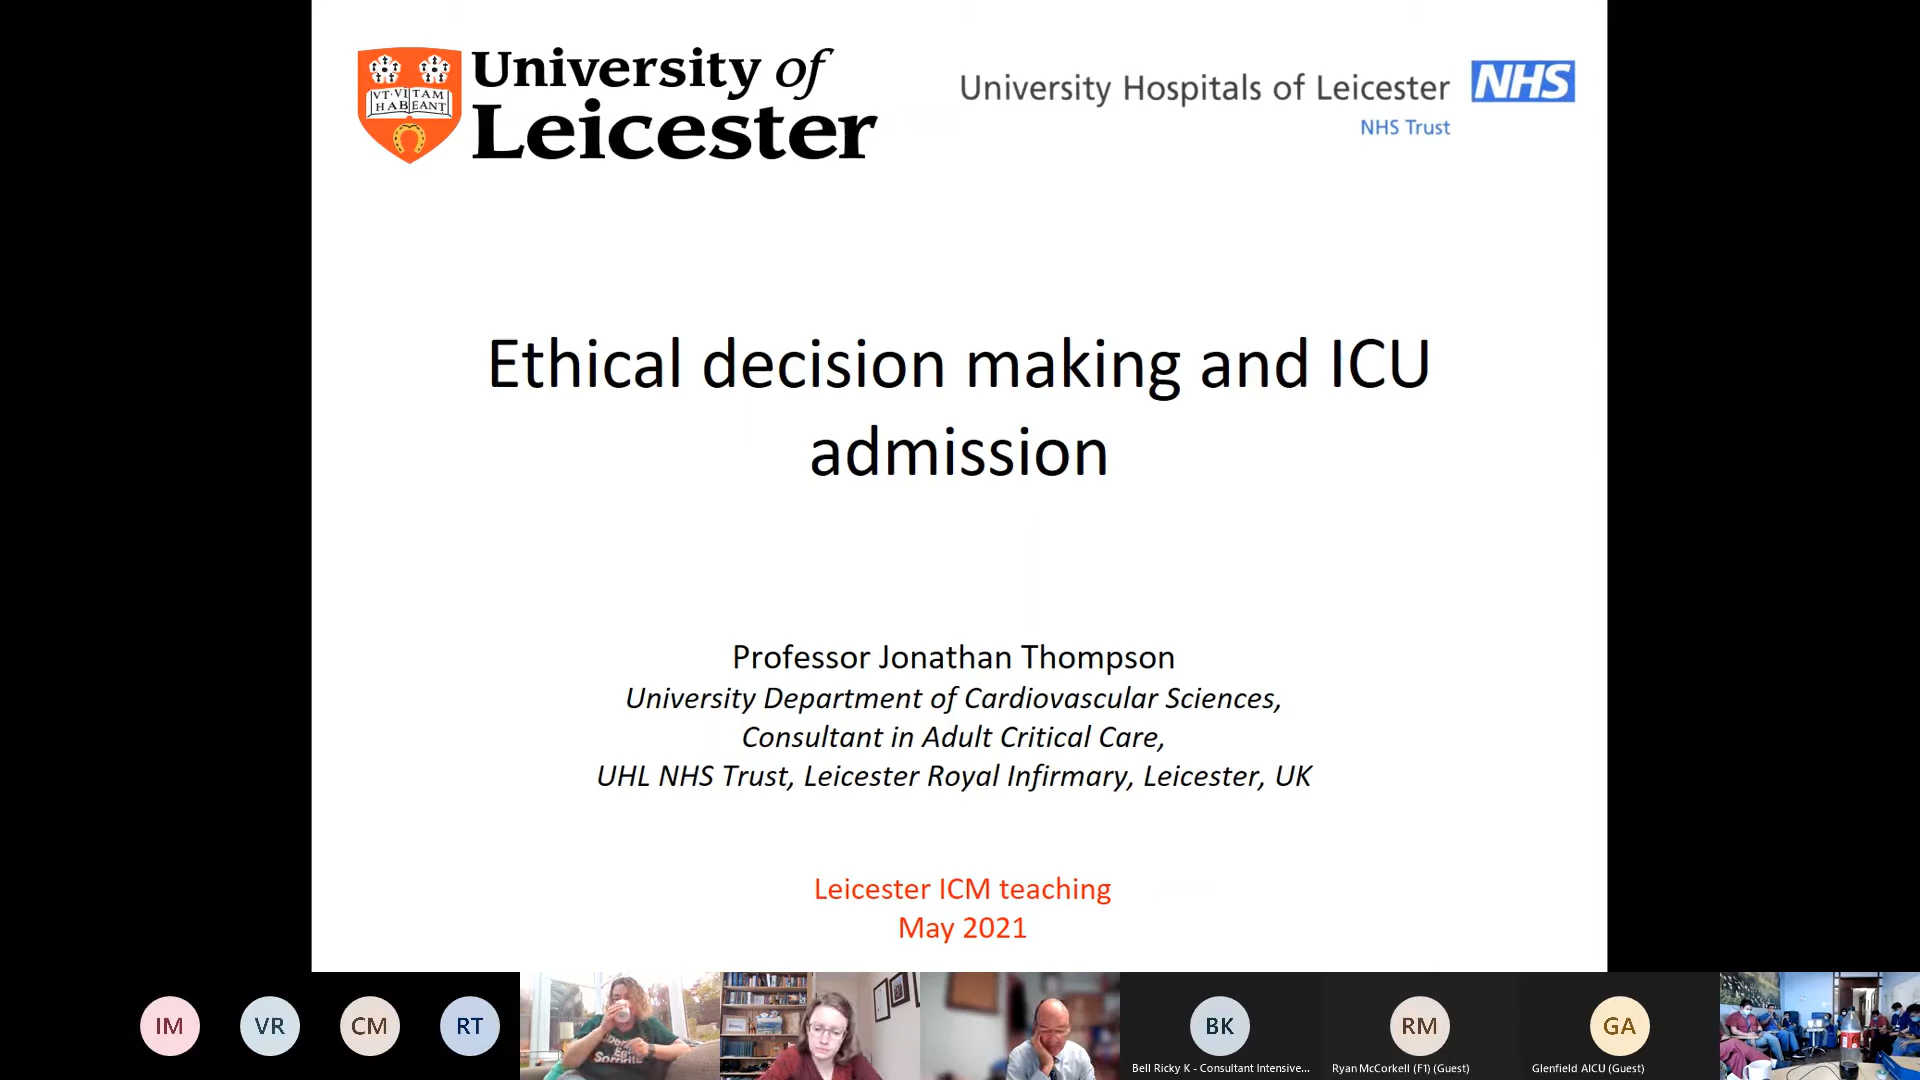 University of
Leicester
VT·VITAM
HABEANT
University Hospitals of Leicester NHS
NHS Trust
Ethical decision making and ICU
admission
Professor Jonathan Thompson
University Department of Cardiovascular Sciences,
Consultant in Adult Critical Care,
UHL NHS Trust, Leicester Royal Infirmary, Leicester, UK
Leicester ICM teaching
May 2021
IM
VR
CM
RT
BK
RM
GA
Bell Ricky K - Consultant Intensive...
Ryan McCorkell (F1) (Guest)
Glenfield AICU (Guest)